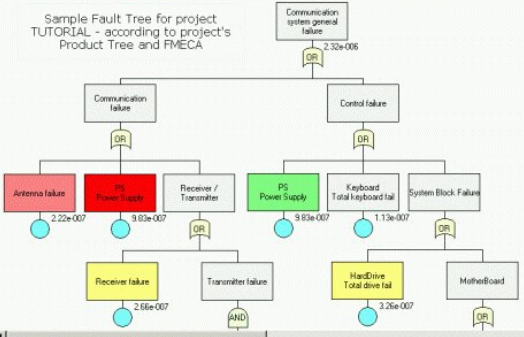 Sample Fault Tree for project
TUTORIAL - according to project's
Product Tree and FMECA
Communication
system general
failure
2.32e-006
OR
Communication
failure
Control failure
OR
OR
Antenna failure
PS
Power Supply
Receiver /
Transmitter
PS
Power Supply
Keyboard
Total keyboard fail
System Block Failure
2.22e-007
9.83e-007
OR
9.83e-007
1.13e-007
OR
Receiver failure
Transmitter failure
HardDrive
Total drive fail
MotherBoard
2.66e-007
AND
3.26e-007
OR